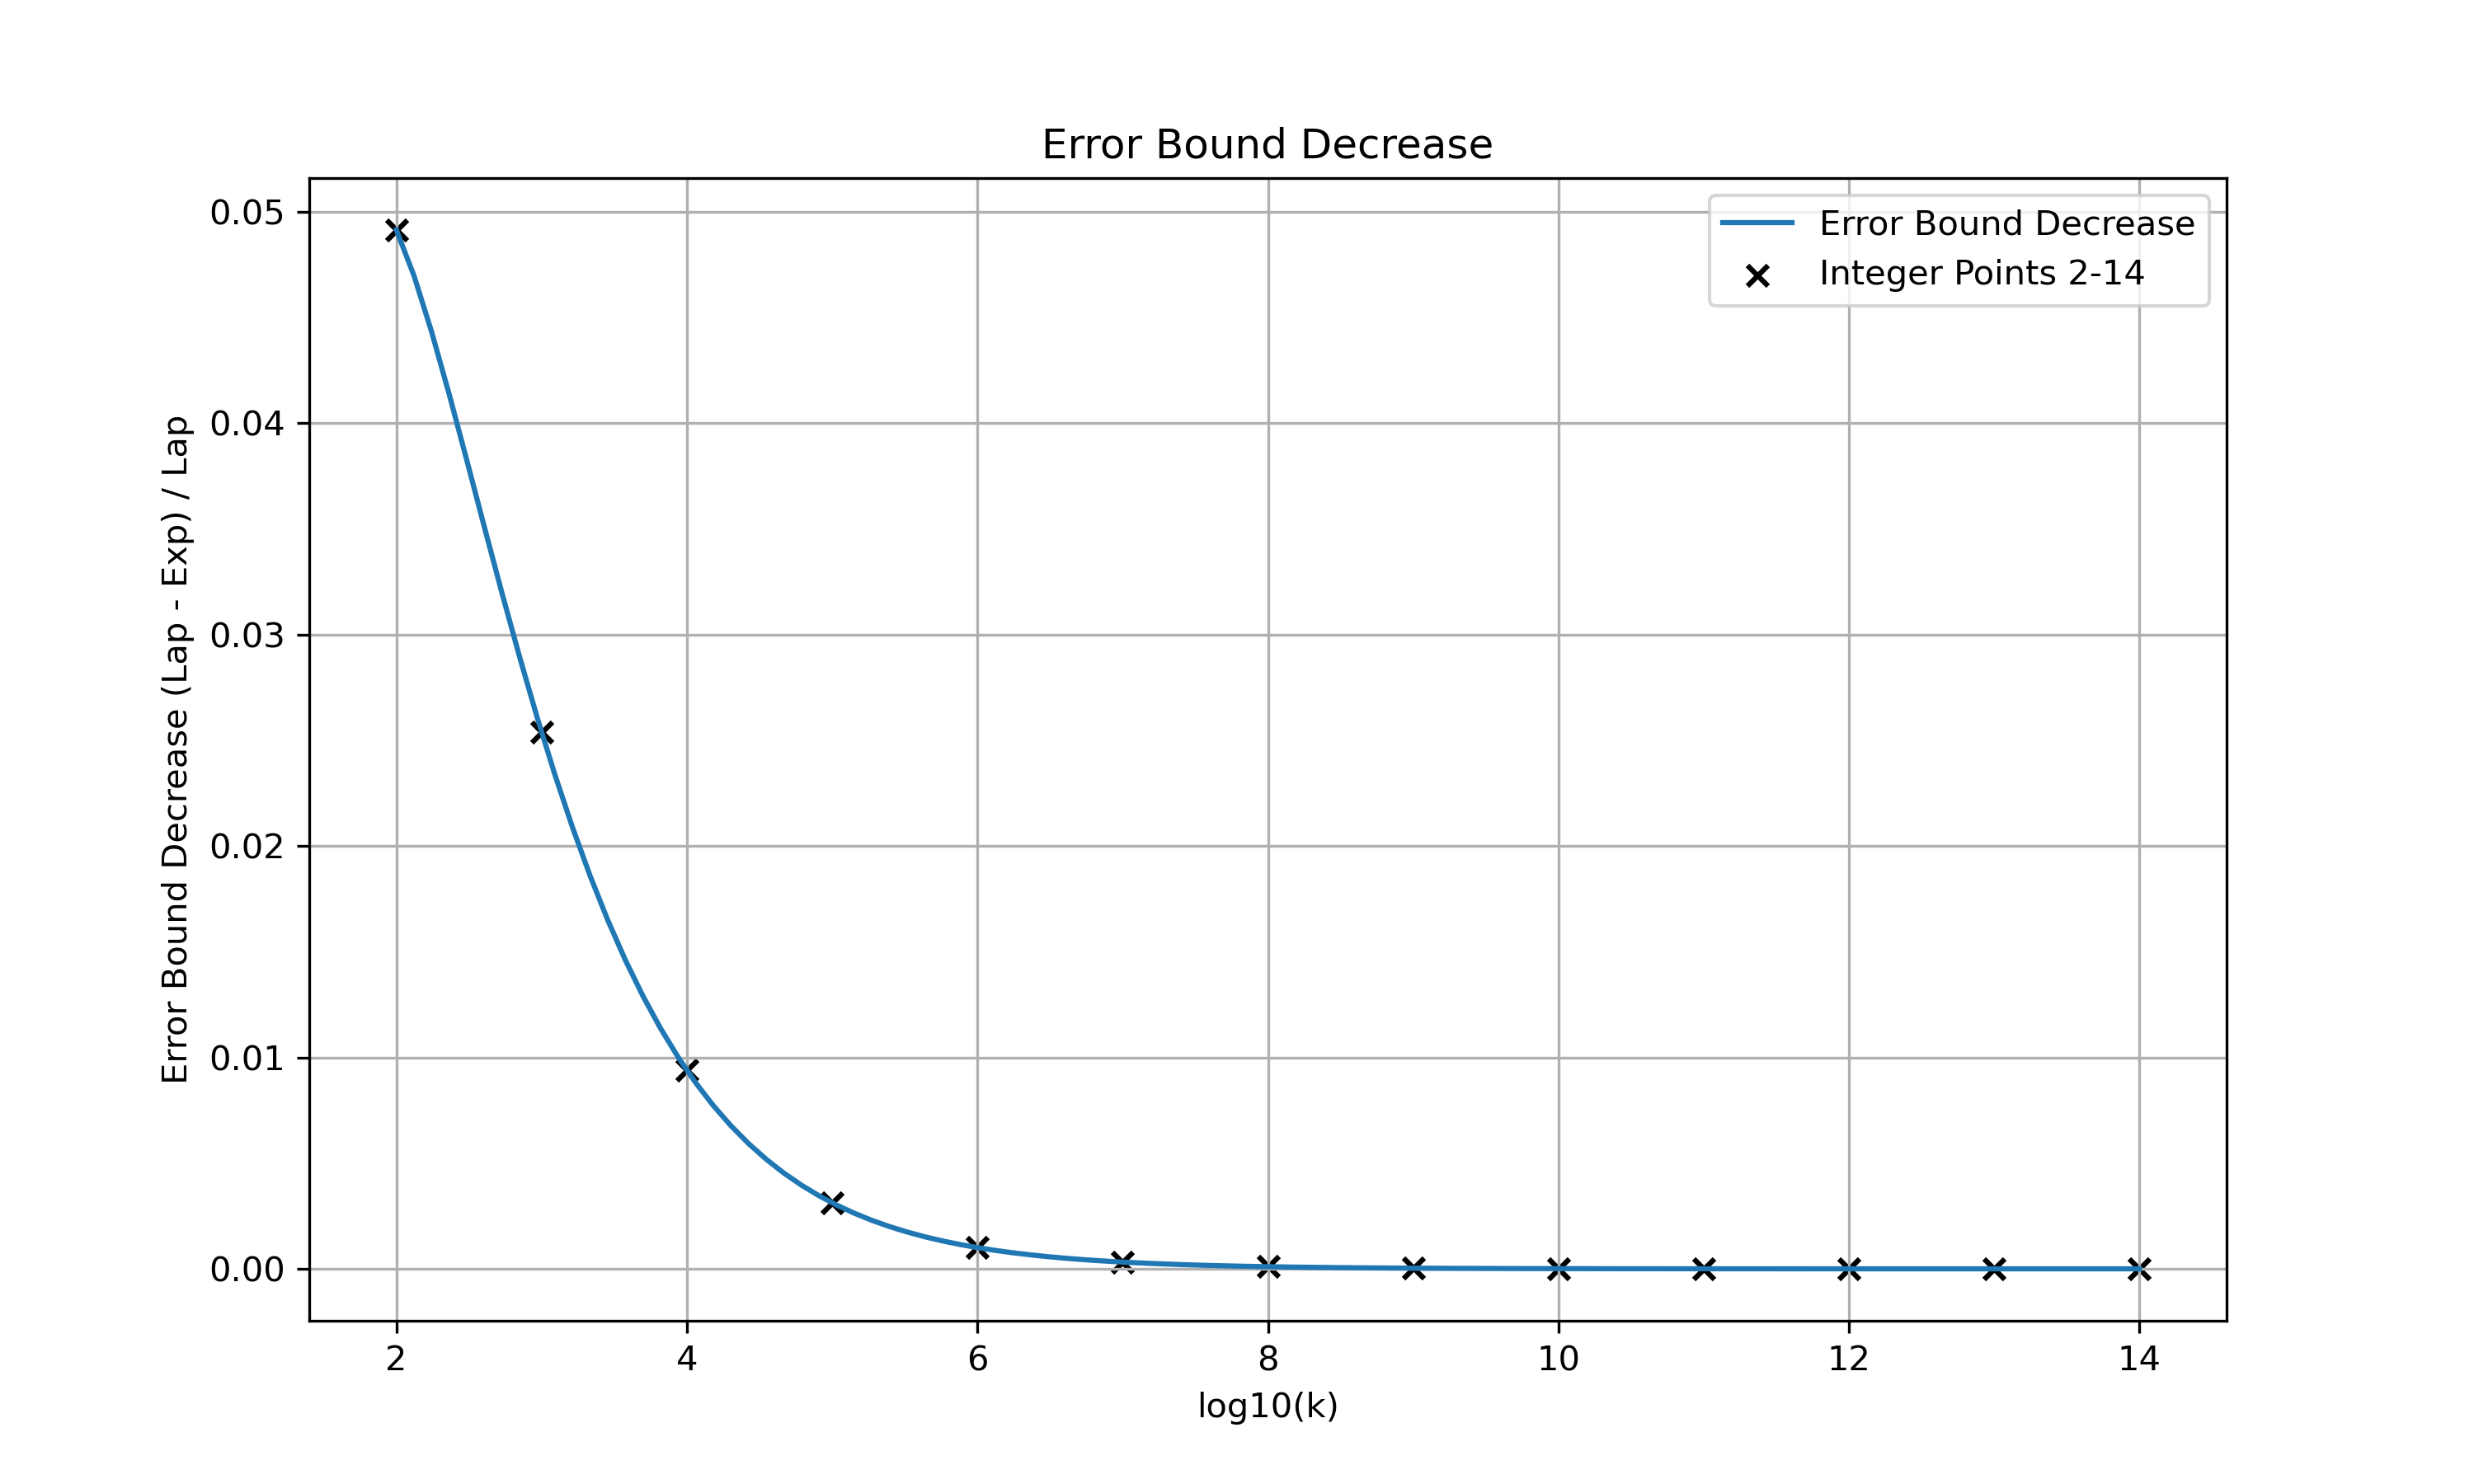 Error Bound Decrease
Error Bound Decrease
Integer Points 2-14
Error Bound Decrease (Lap - Exp) / Lap
0.05
0.04
0.03
0.02
0.01
0.00
2 4 6 8 10 12 14
log10(k)